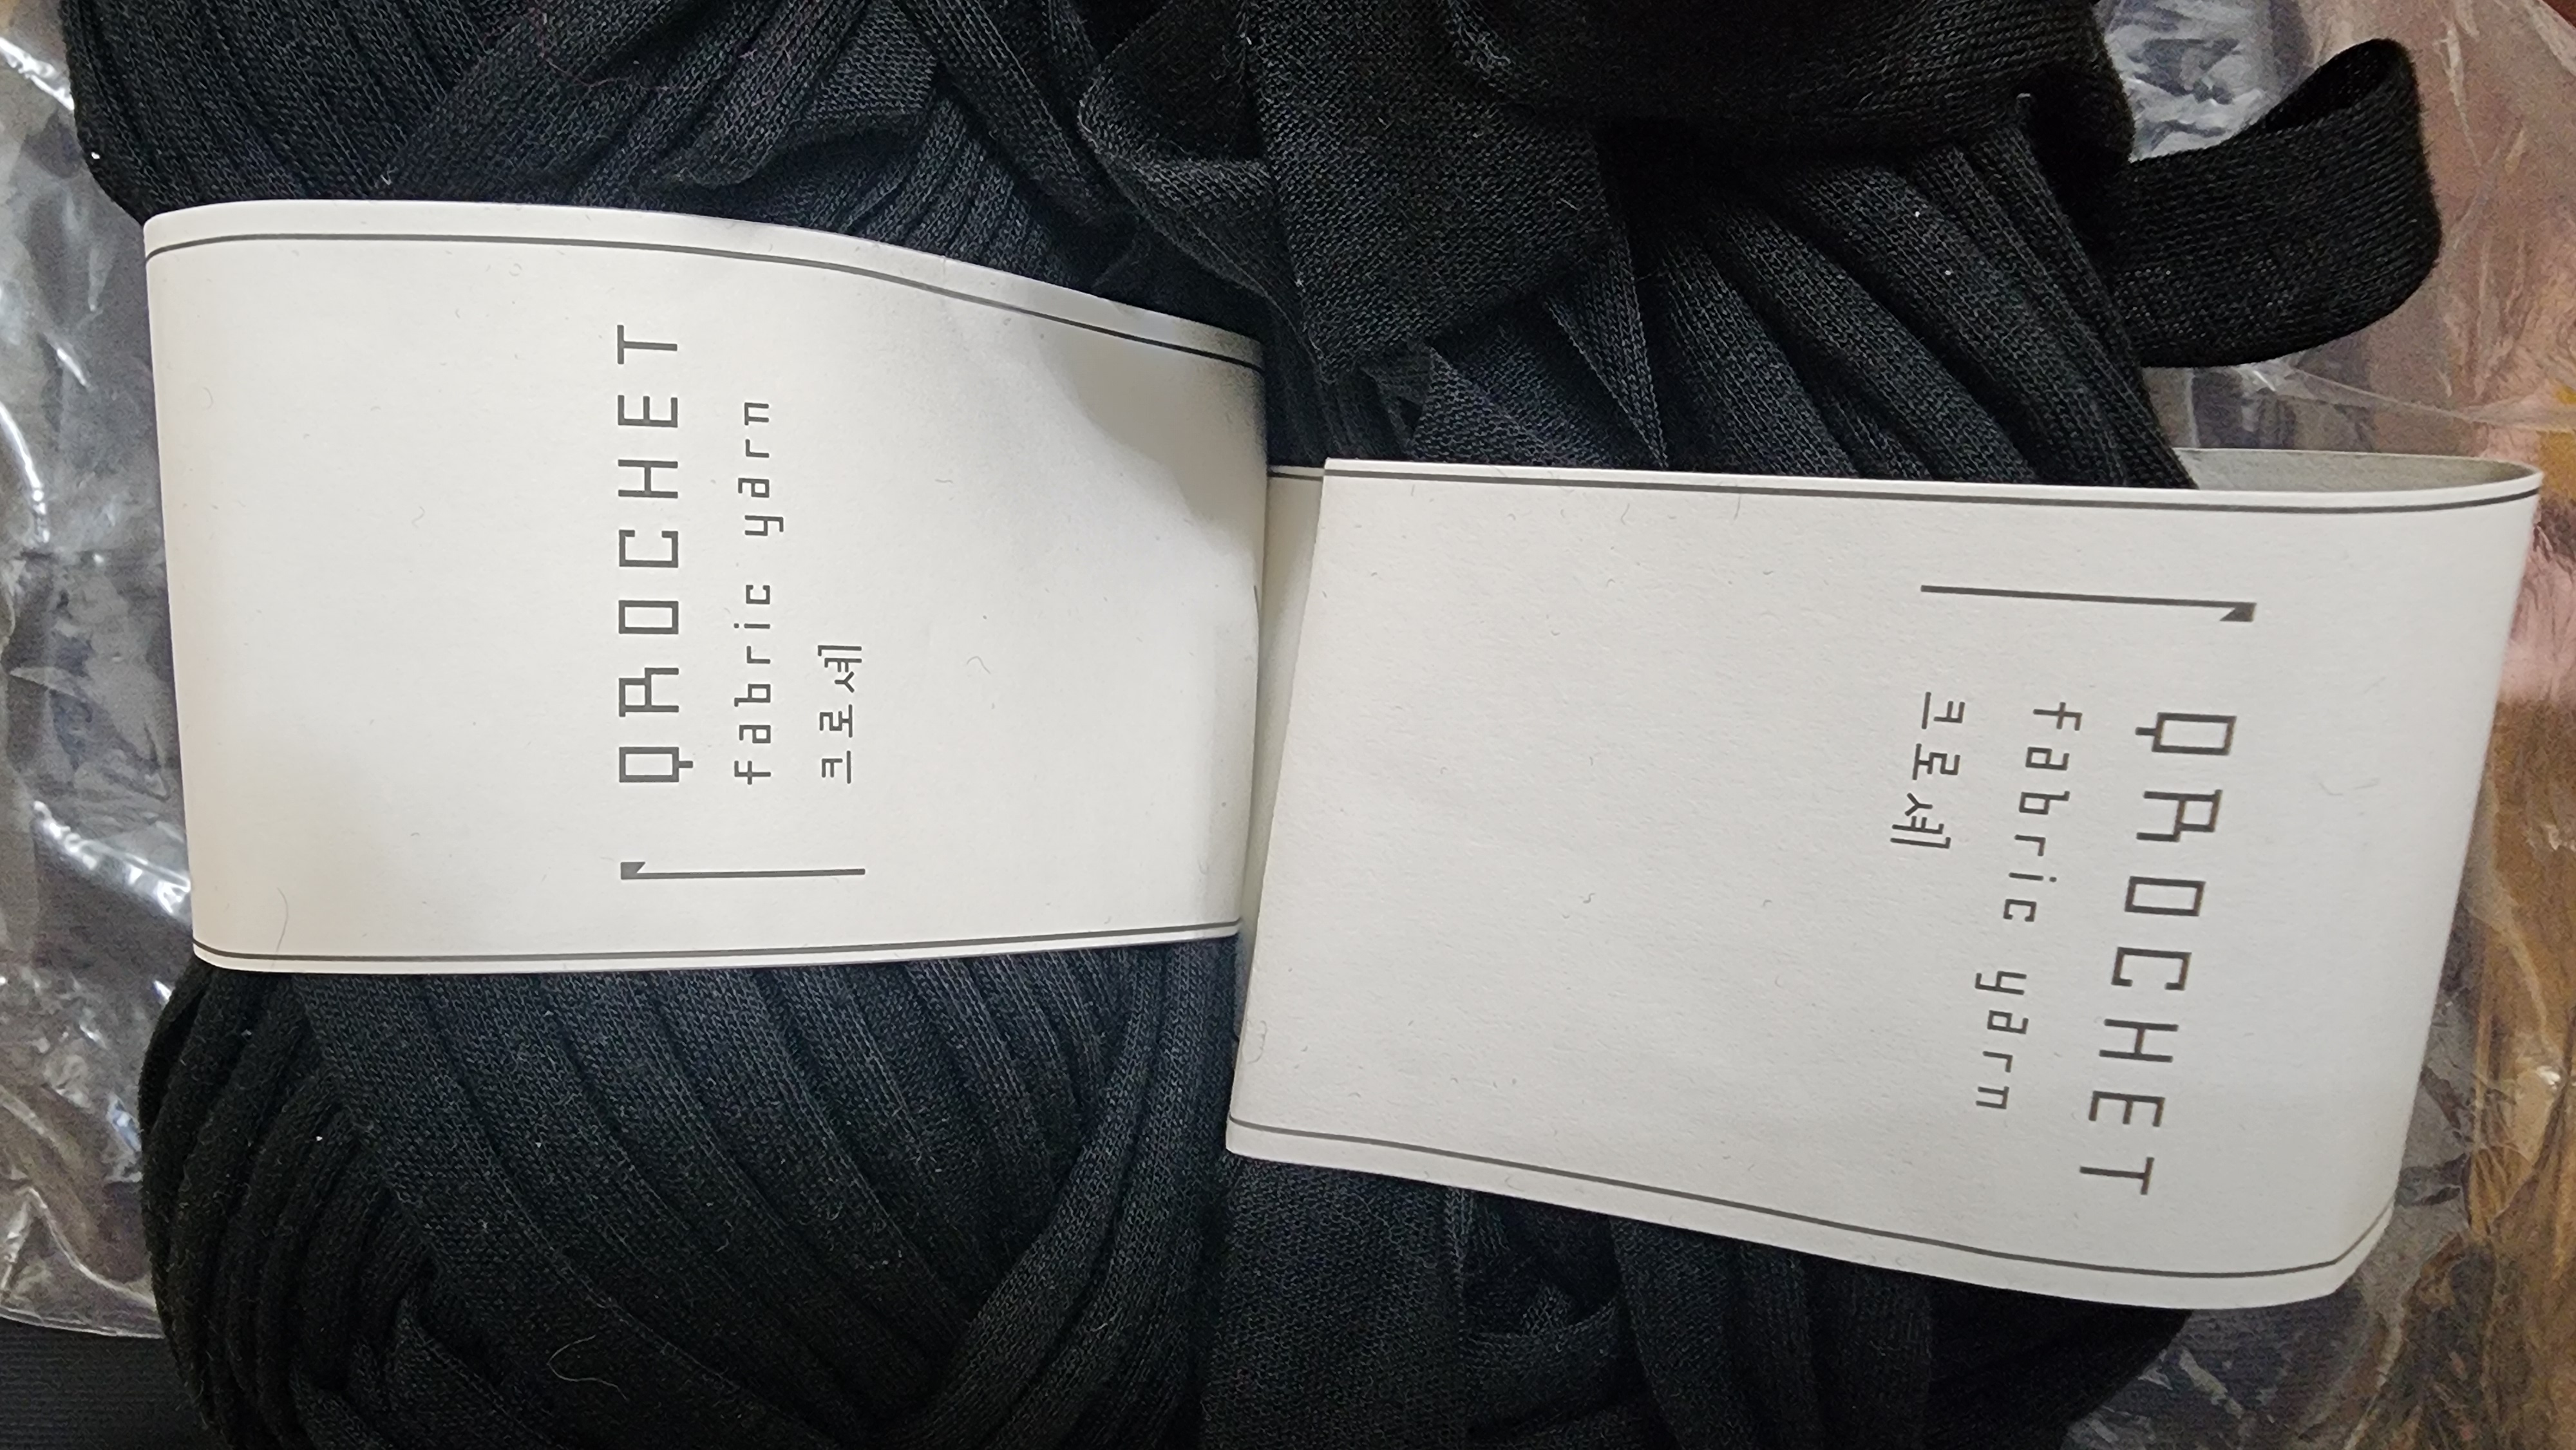 QROCHET
fabric yarn
크로셰
QROCHET
fabric yarn
크로셰